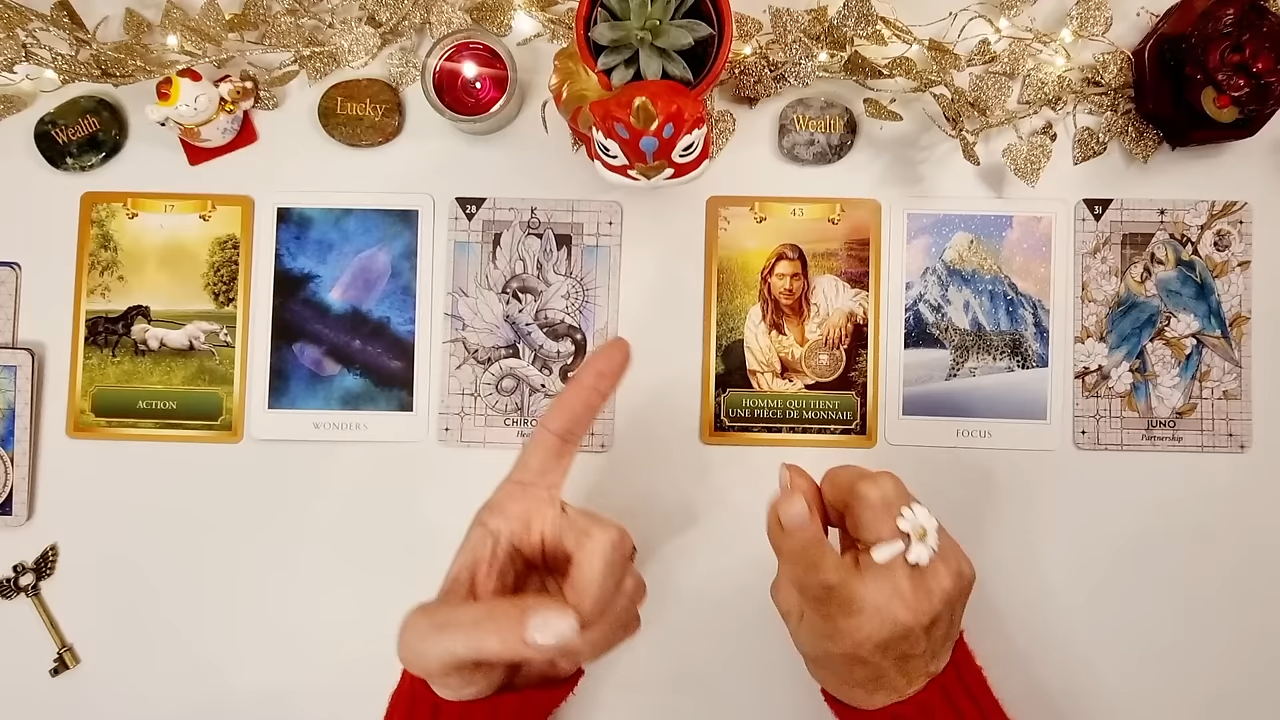 Wealth
Lucky
Wealth
17
ACTION
WONDERS
28
43
HOMME QUI TIENT
UNE PIÈCE DE MONNAIE
FOCUS
31
JUNO
Partnership